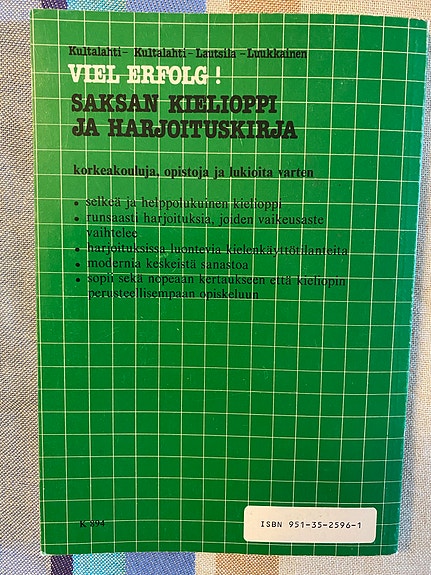 Kultalahti – Kultalahti – Lautsila – Luukkainen
VIEL ERFOLG !
SAKSAN KIELIOPPI
JA HARJOITUSKIRJA
korkeakouluja, opistoja ja lukioita varten
• selkeä ja helppolukuinen kielioppi
• runsaasti harjoituksia, joiden vaikeusaste
vaihtelee
• harjoituksissa luontevia kielenkäyttötilanteita
• modernia keskeistä sanastoa
• sopii sekä nopeaan kertaukseen että kieliopin
perusteellisempaan opiskeluun
K 894
ISBN 951-35-2596-1